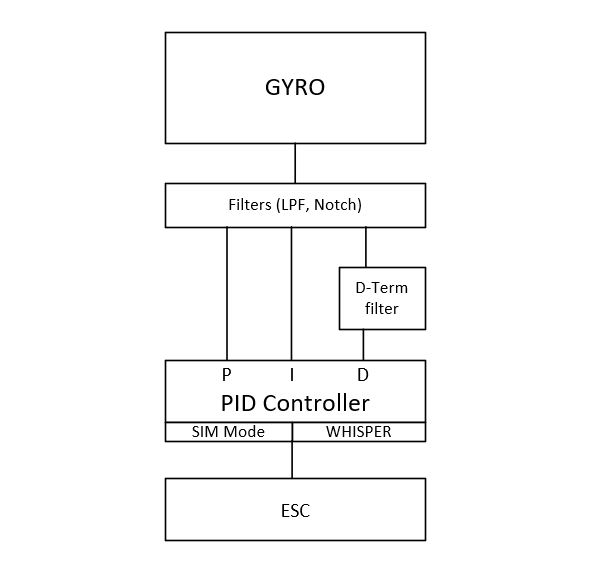 GYRO
Filters (LPF, Notch)
D-Term
filter
P I D
PID Controller
SIM Mode WHISPER
ESC